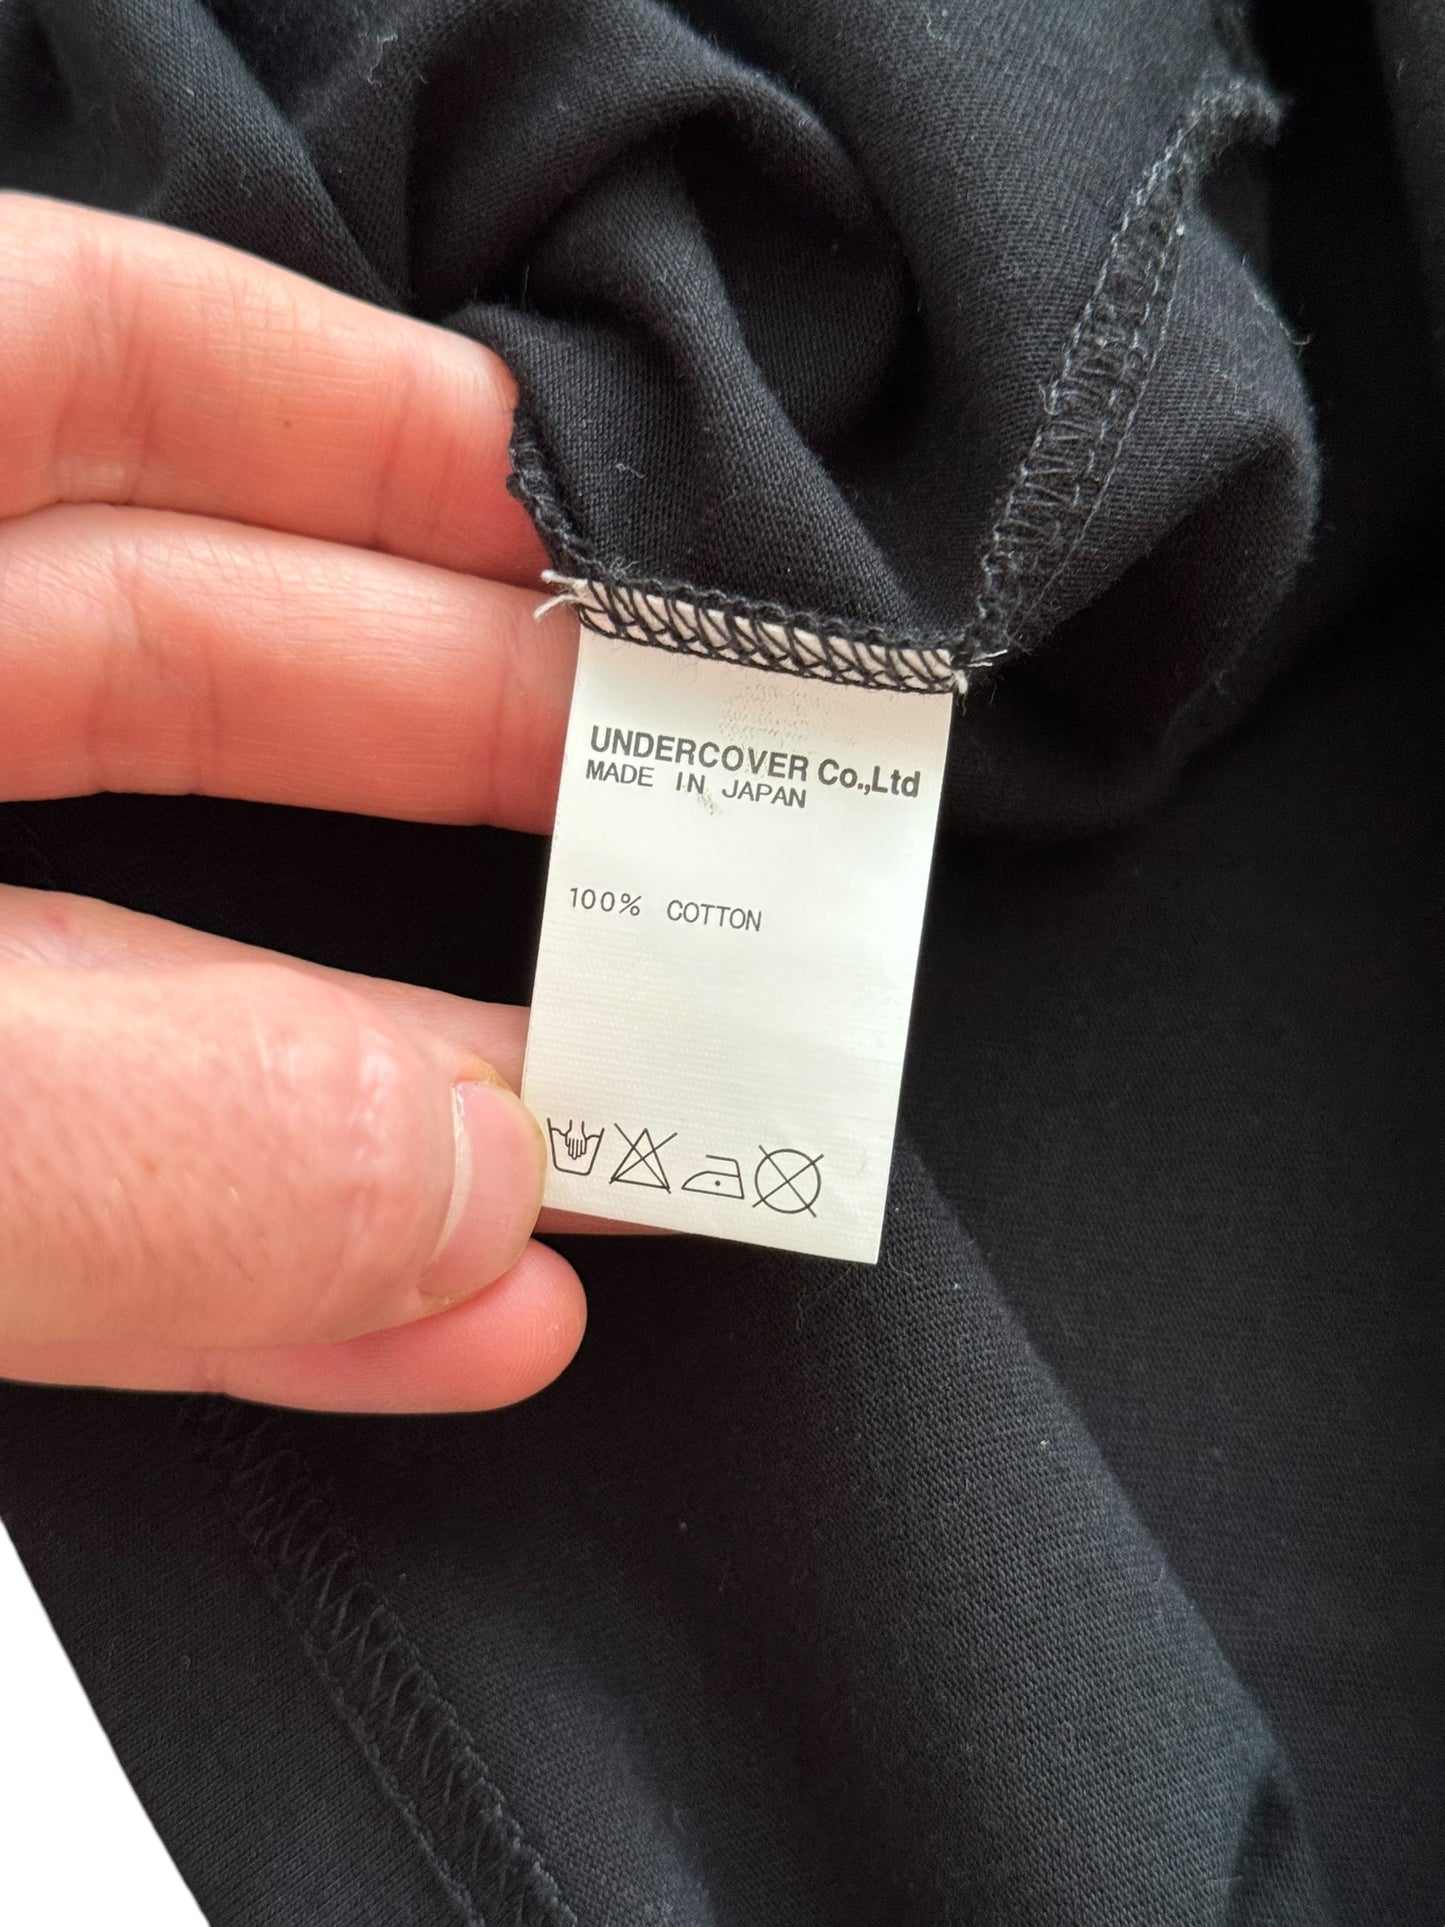 UNDERCOVER Co.,Ltd
MADE IN JAPAN
100% COTTON